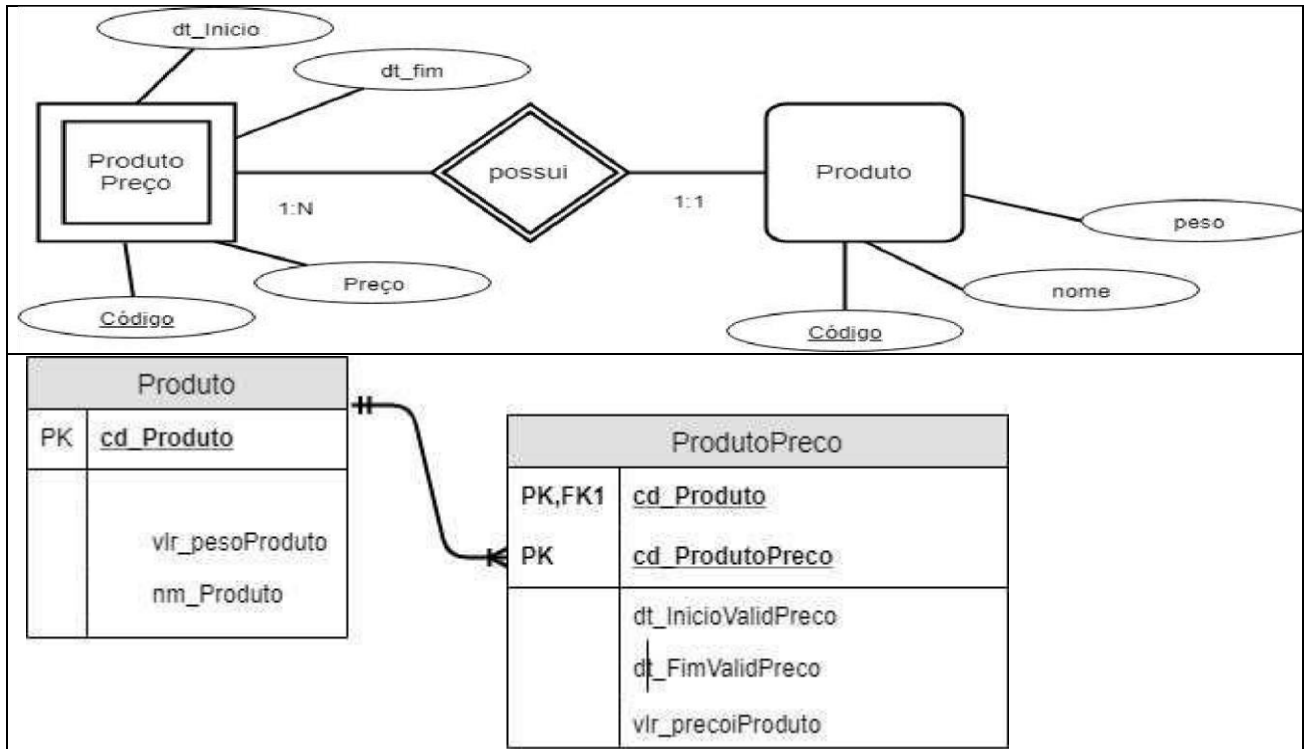 dt_Inicio
dt_fim
Produto
Preço
possui
Produto
1:N
1:1
peso
Preço
nome
Código
Código
Produto
PK cd_Produto
vlr_pesoProduto
nm_Produto
ProdutoPreco
PK,FK1 cd_Produto
PK cd_ProdutoPreco
dt_InicioValidPreco
dt_FimValidPreco
vlr_precoiProduto